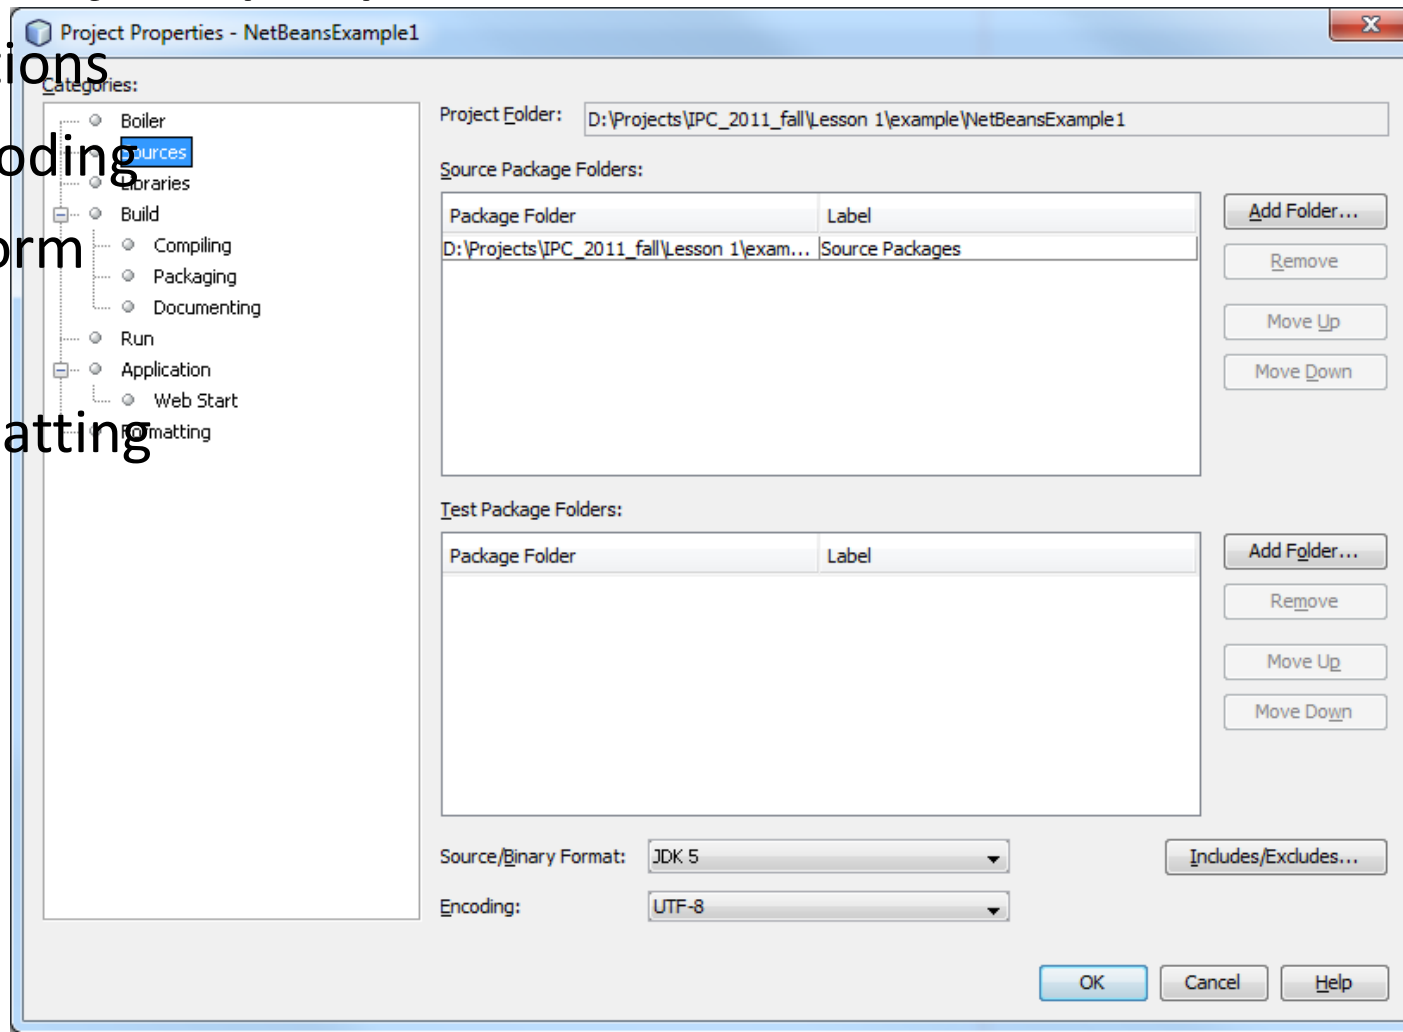 Project Properties - NetBeansExample1
tions
Categories:
Boiler
Sources
oding
Libraries
Build
Compiling
orm
Packaging
Documenting
Run
Application
Web Start
Formatting
atting
Project Folder: D:\Projects\IPC_2011_fall\Lesson 1\example\NetBeansExample1
Source Package Folders:
Package Folder Label
D:\Projects\IPC_2011_fall\Lesson 1\exam... Source Packages
Add Folder...
Remove
Move Up
Move Down
Test Package Folders:
Package Folder Label
Add Folder...
Remove
Move Up
Move Down
Source/Binary Format: JDK 5 Includes/Excludes...
Encoding: UTF-8
OK Cancel Help